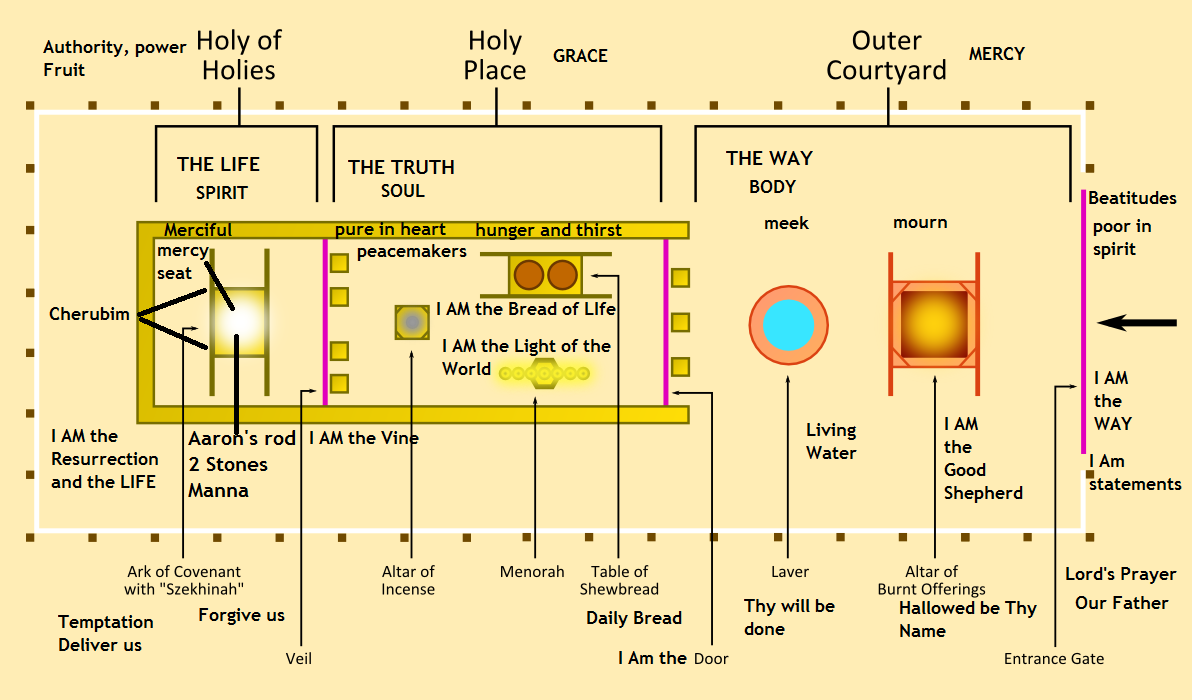 Authority, power
Fruit
Holy of
Holies
Holy
Place
GRACE
Outer
Courtyard
MERCY
THE LIFE
SPIRIT
THE TRUTH
SOUL
THE WAY
BODY
Beatitudes
poor in
spirit
Merciful
mercy
seat
pure in heart
peacemakers
hunger and thirst
meek
mourn
Cherubim
I AM the Bread of LIfe
I AM the Light of the
World
I AM
the
WAY
I Am
statements
I AM the
Resurrection
and the LIFE
Aaron's rod
2 Stones
Manna
I AM the Vine
Living
Water
I AM
the
Good
Shepherd
Ark of Covenant
with "Szekhinah"
Altar of
Incense
Menorah
Table of
Shewbread
Laver
Altar of
Burnt Offerings
Lord's Prayer
Our Father
Temptation
Deliver us
Forgive us
Daily Bread
Thy will be
done
Hallowed be Thy
Name
Veil
I Am the Door
Entrance Gate